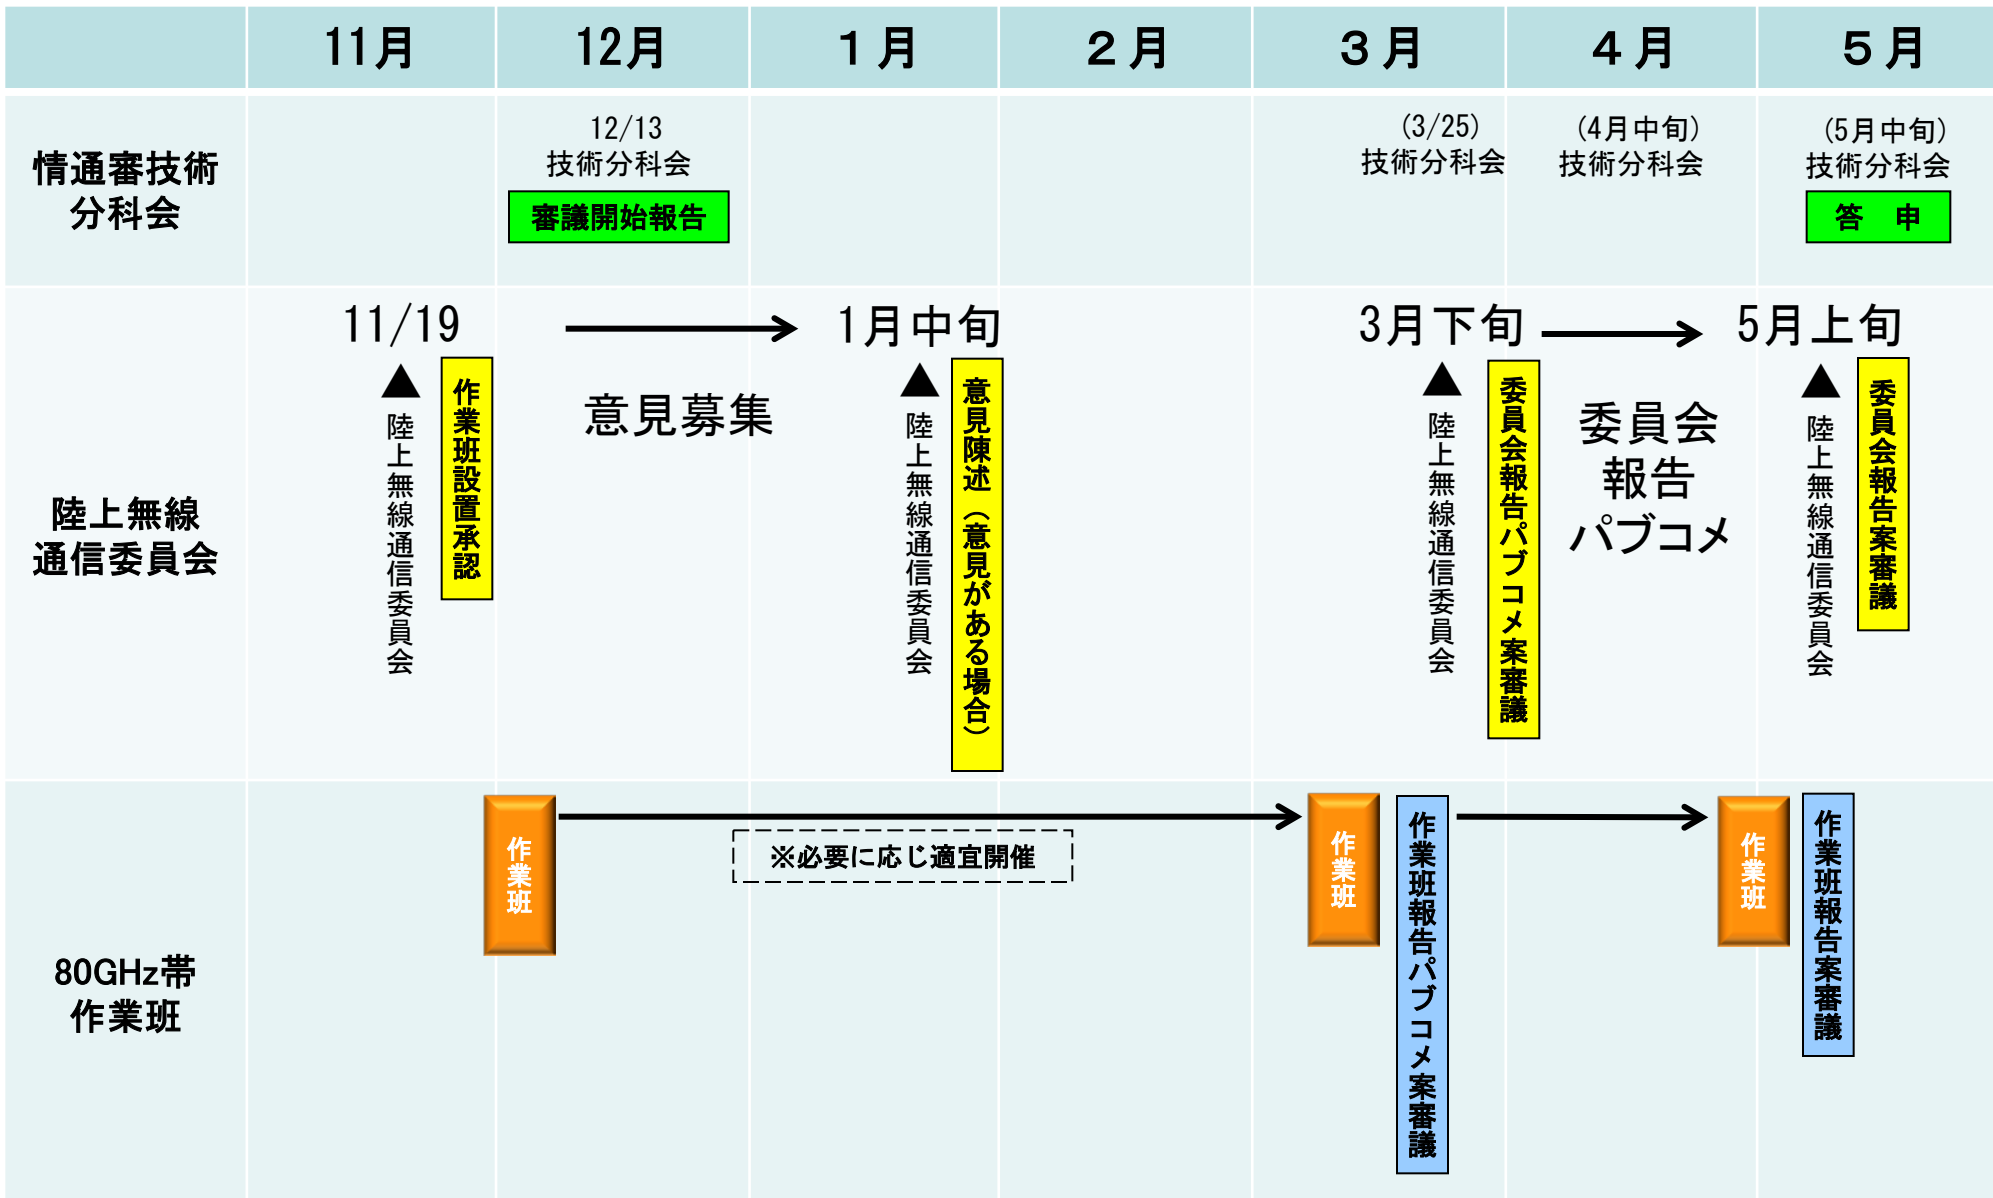 11月
12月
１月
２月
３月
４月
５月
情通審技術
分科会
12/13
技術分科会
審議開始報告
(3/25)
技術分科会
(4月中旬)
技術分科会
(5月中旬)
技術分科会
答　申
陸上無線
通信委員会
11/19
陸上無線通信委員会
作業班設置承認
意見募集
1月中旬
陸上無線通信委員会
意見陳述（意見がある場合）
3月下旬
陸上無線通信委員会
委員会報告パブコメ案審議
委員会
報告
パブコメ
5月上旬
陸上無線通信委員会
委員会報告案審議
80GHz帯
作業班
作業班
※必要に応じ適宜開催
作業班
作業班報告パブコメ案審議
作業班
作業班報告案審議